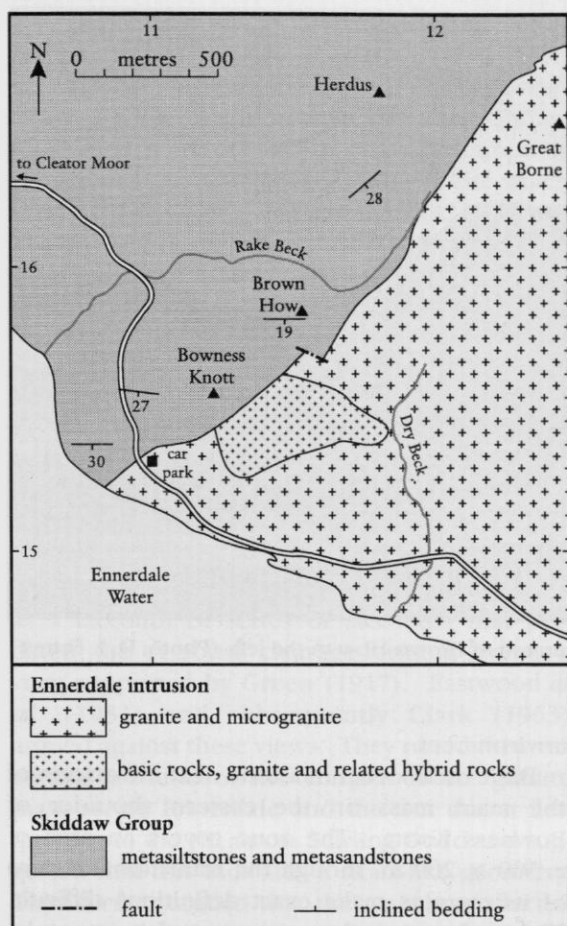 11 12
N
0 metres 500
Herdus
Great
Borne
to Cleator Moor
28
Rake Beck
16
Brown
How
19
Bowness
Knott
27
Dry Beck
car
park
30
15
Ennerdale
Water
Ennerdale intrusion
granite and microgranite
basic rocks, granite and related hybrid rocks
Skiddaw Group
metasiltstones and metasandstones
fault
inclined bedding